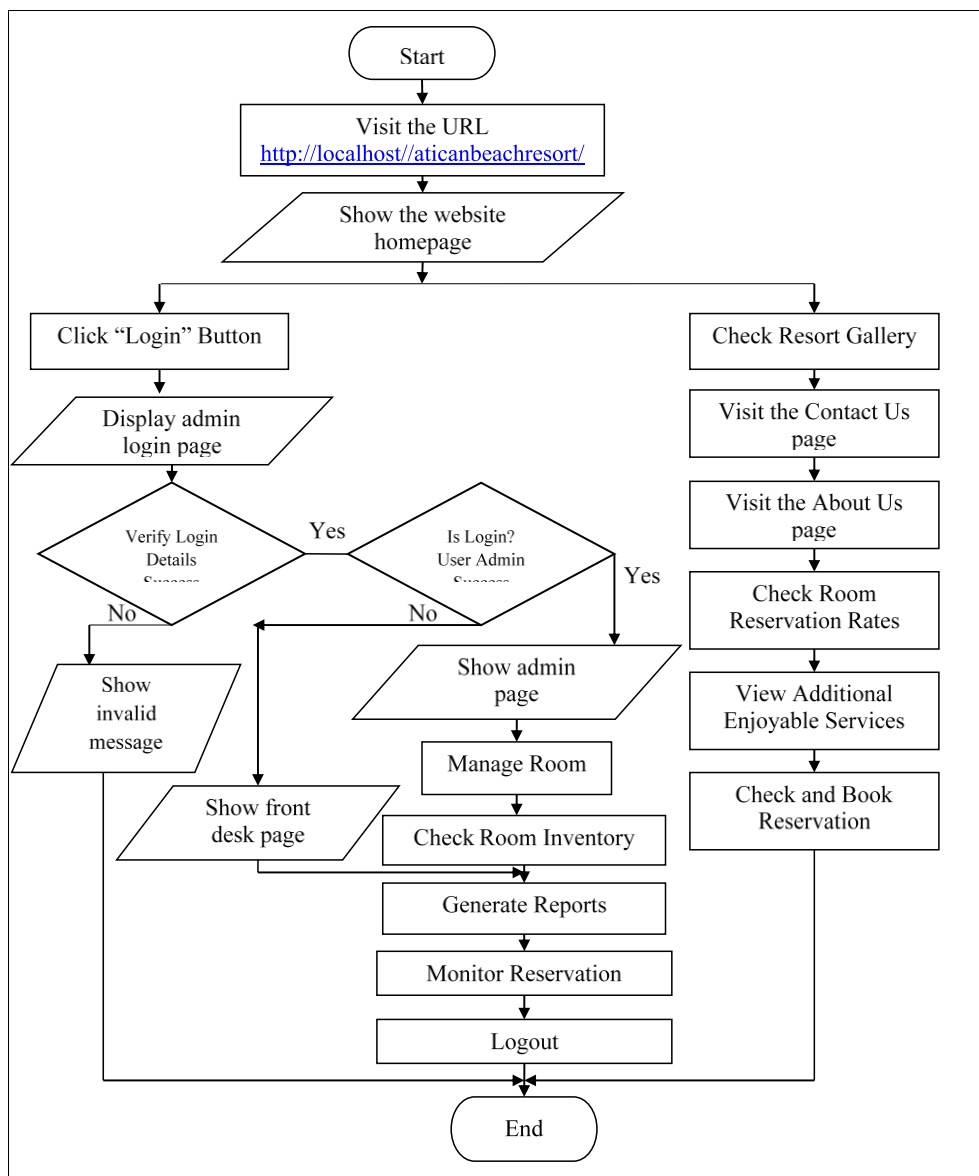 Start
Visit the URL
http://localhost//aticanbeachresort/
Show the website
homepage
Click “Login” Button
Display admin
login page
Verify Login
Details
Yes
No
Is Login?
User Admin
Yes
No
Show
invalid
message
Show front
desk page
Show admin
page
Manage Room
Check Room Inventory
Generate Reports
Monitor Reservation
Logout
Check Resort Gallery
Visit the Contact Us
page
Visit the About Us
page
Check Room
Reservation Rates
View Additional
Enjoyable Services
Check and Book
Reservation
End